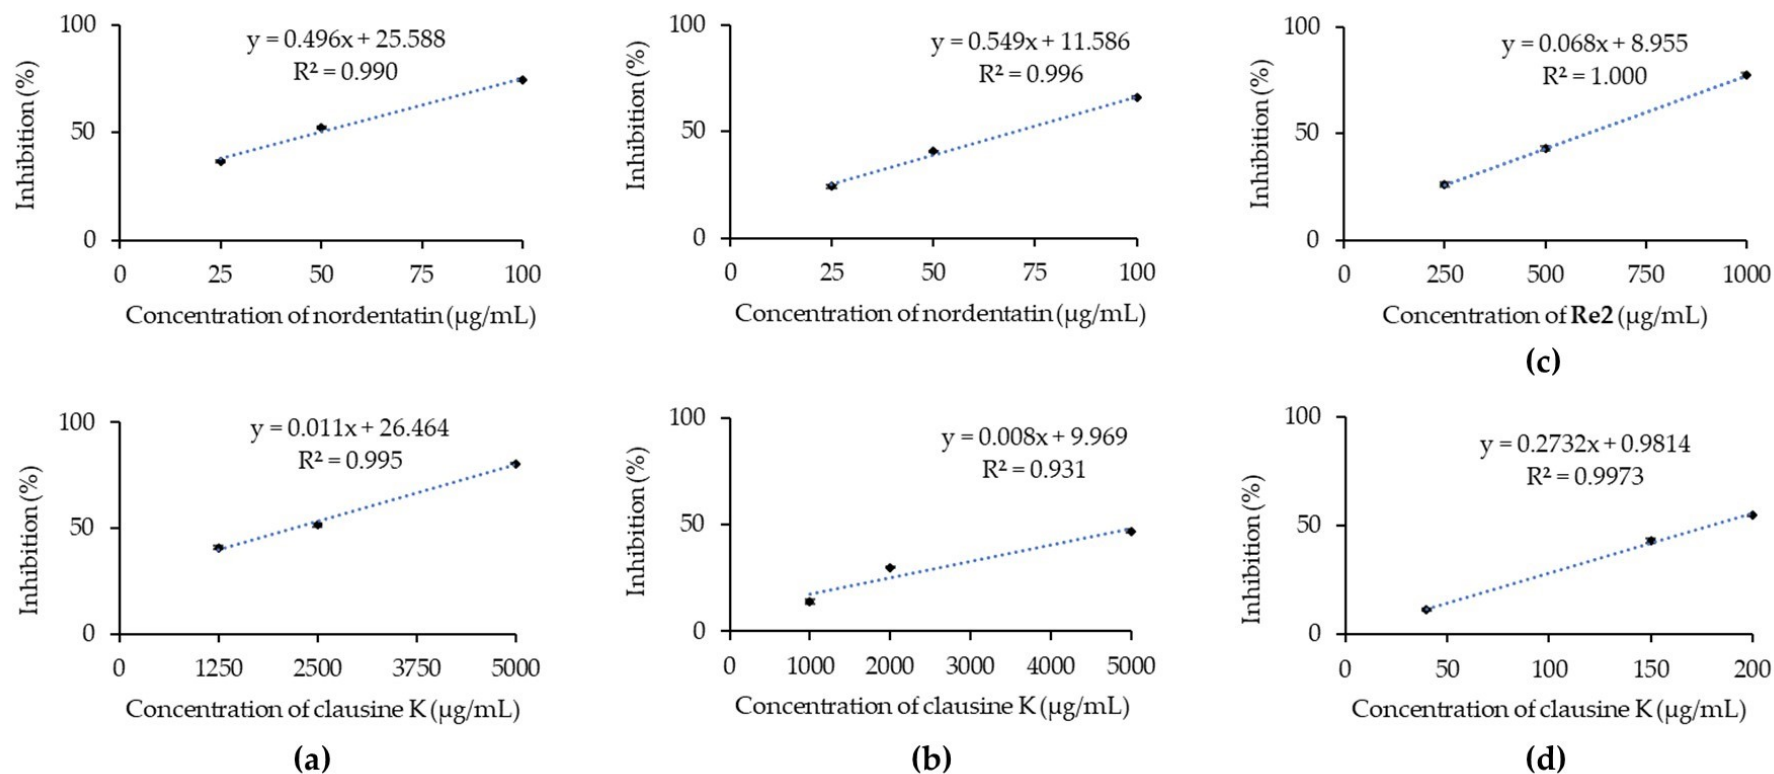 100
50
0
Inhibition (%)
y = 0.496x + 25.588
R² = 0.990
0 25 50 75 100
Concentration of nordentatin (µg/mL)
100
50
0
Inhibition (%)
y = 0.549x + 11.586
R² = 0.996
0 25 50 75 100
Concentration of nordentatin (µg/mL)
100
50
0
Inhibition (%)
y = 0.068x + 8.955
R² = 1.000
0 250 500 750 1000
Concentration of Re2 (µg/mL)
(c)
100
50
0
Inhibition (%)
y = 0.011x + 26.464
R² = 0.995
0 1250 2500 3750 5000
Concentration of clausine K (µg/mL)
(a)
100
50
0
Inhibition (%)
y = 0.008x + 9.969
R² = 0.931
0 1000 2000 3000 4000 5000
Concentration of clausine K (µg/mL)
(b)
100
50
0
Inhibition (%)
y = 0.2732x + 0.9814
R² = 0.9973
0 50 100 150 200
Concentration of clausine K (µg/mL)
(d)